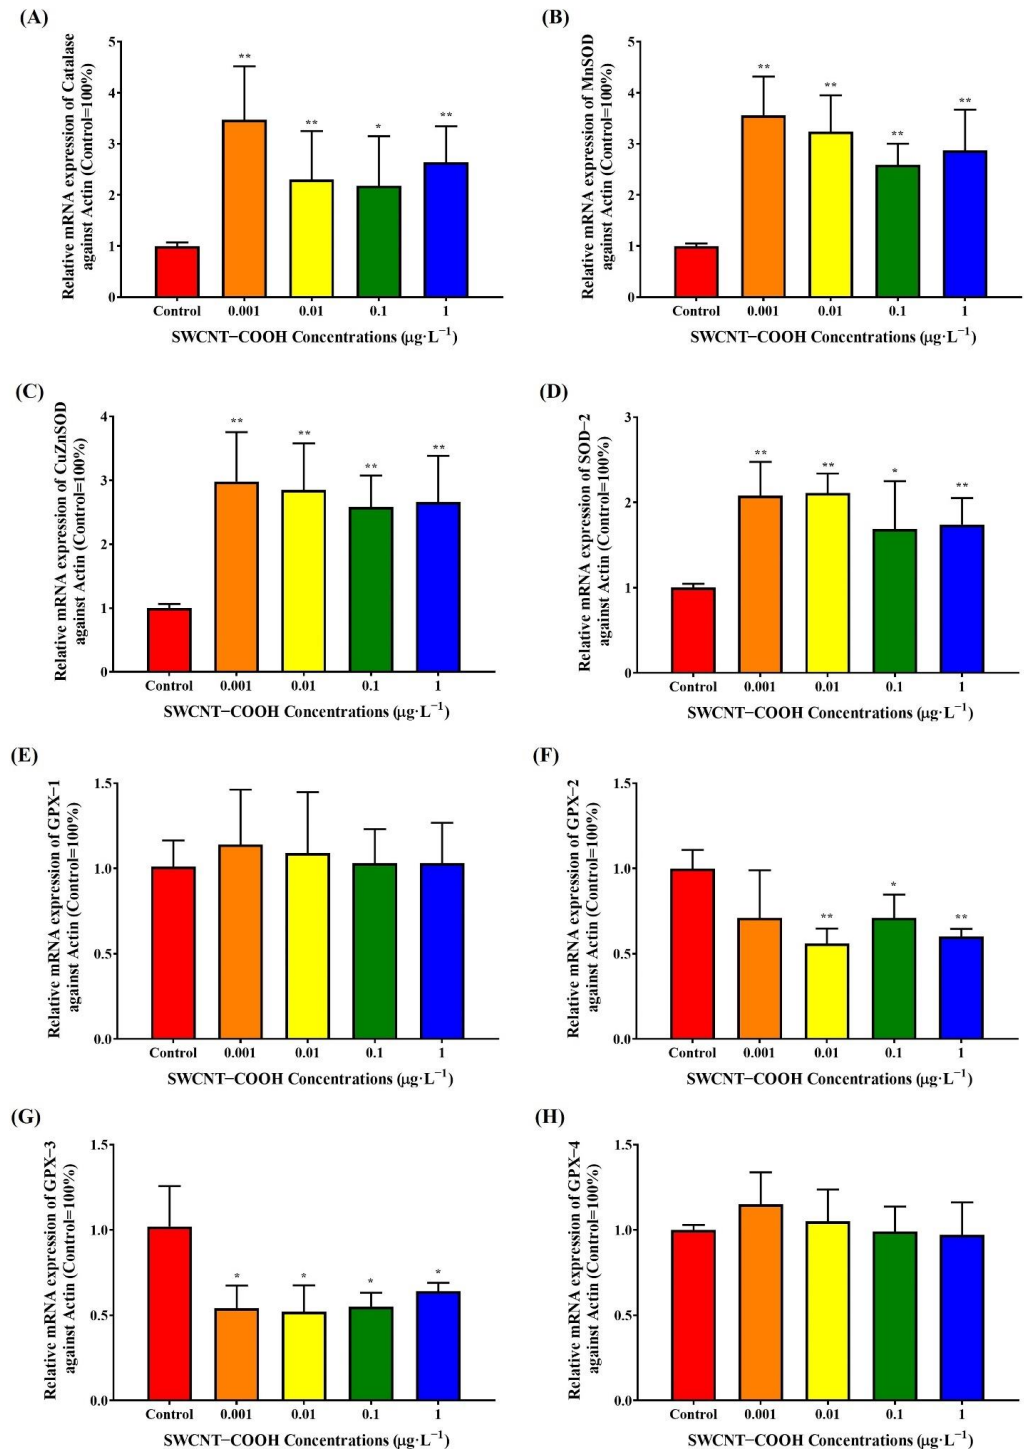 (A)
Relative mRNA expression of Catalase
against Actin (Control=100%)
5
4
3
2
1
0
**
**
*
**
Control 0.001 0.01 0.1 1
SWCNT−COOH Concentrations (µg·L⁻¹)
(B)
Relative mRNA expression of MnSOD
against Actin (Control=100%)
5
4
3
2
1
0
**
**
**
**
Control 0.001 0.01 0.1 1
SWCNT−COOH Concentrations (µg·L⁻¹)
(C)
Relative mRNA expression of CuZnSOD
against Actin (Control=100%)
4
3
2
1
0
**
**
**
**
Control 0.001 0.01 0.1 1
SWCNT−COOH Concentrations (µg·L⁻¹)
(D)
Relative mRNA expression of SOD−2
against Actin (Control=100%)
3
2
1
0
**
**
*
**
Control 0.001 0.01 0.1 1
SWCNT−COOH Concentrations (µg·L⁻¹)
(E)
Relative mRNA expression of GPX−1
against Actin (Control=100%)
1.5
1.0
0.5
0.0
Control 0.001 0.01 0.1 1
SWCNT−COOH Concentrations (µg·L⁻¹)
(F)
Relative mRNA expression of GPX−2
against Actin (Control=100%)
1.5
1.0
0.5
0.0
**
*
**
Control 0.001 0.01 0.1 1
SWCNT−COOH Concentrations (µg·L⁻¹)
(G)
Relative mRNA expression of GPX−3
against Actin (Control=100%)
1.5
1.0
0.5
0.0
*
*
*
*
Control 0.001 0.01 0.1 1
SWCNT−COOH Concentrations (µg·L⁻¹)
(H)
Relative mRNA expression of GPX−4
against Actin (Control=100%)
1.5
1.0
0.5
0.0
Control 0.001 0.01 0.1 1
SWCNT−COOH Concentrations (µg·L⁻¹)